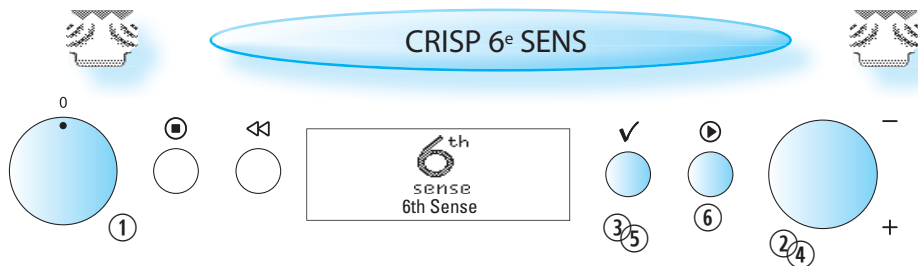 CRISP 6ᵉ SENS
0
6th
sense
6th Sense
−
+
① ③ ⑤ ⑥ ② ④